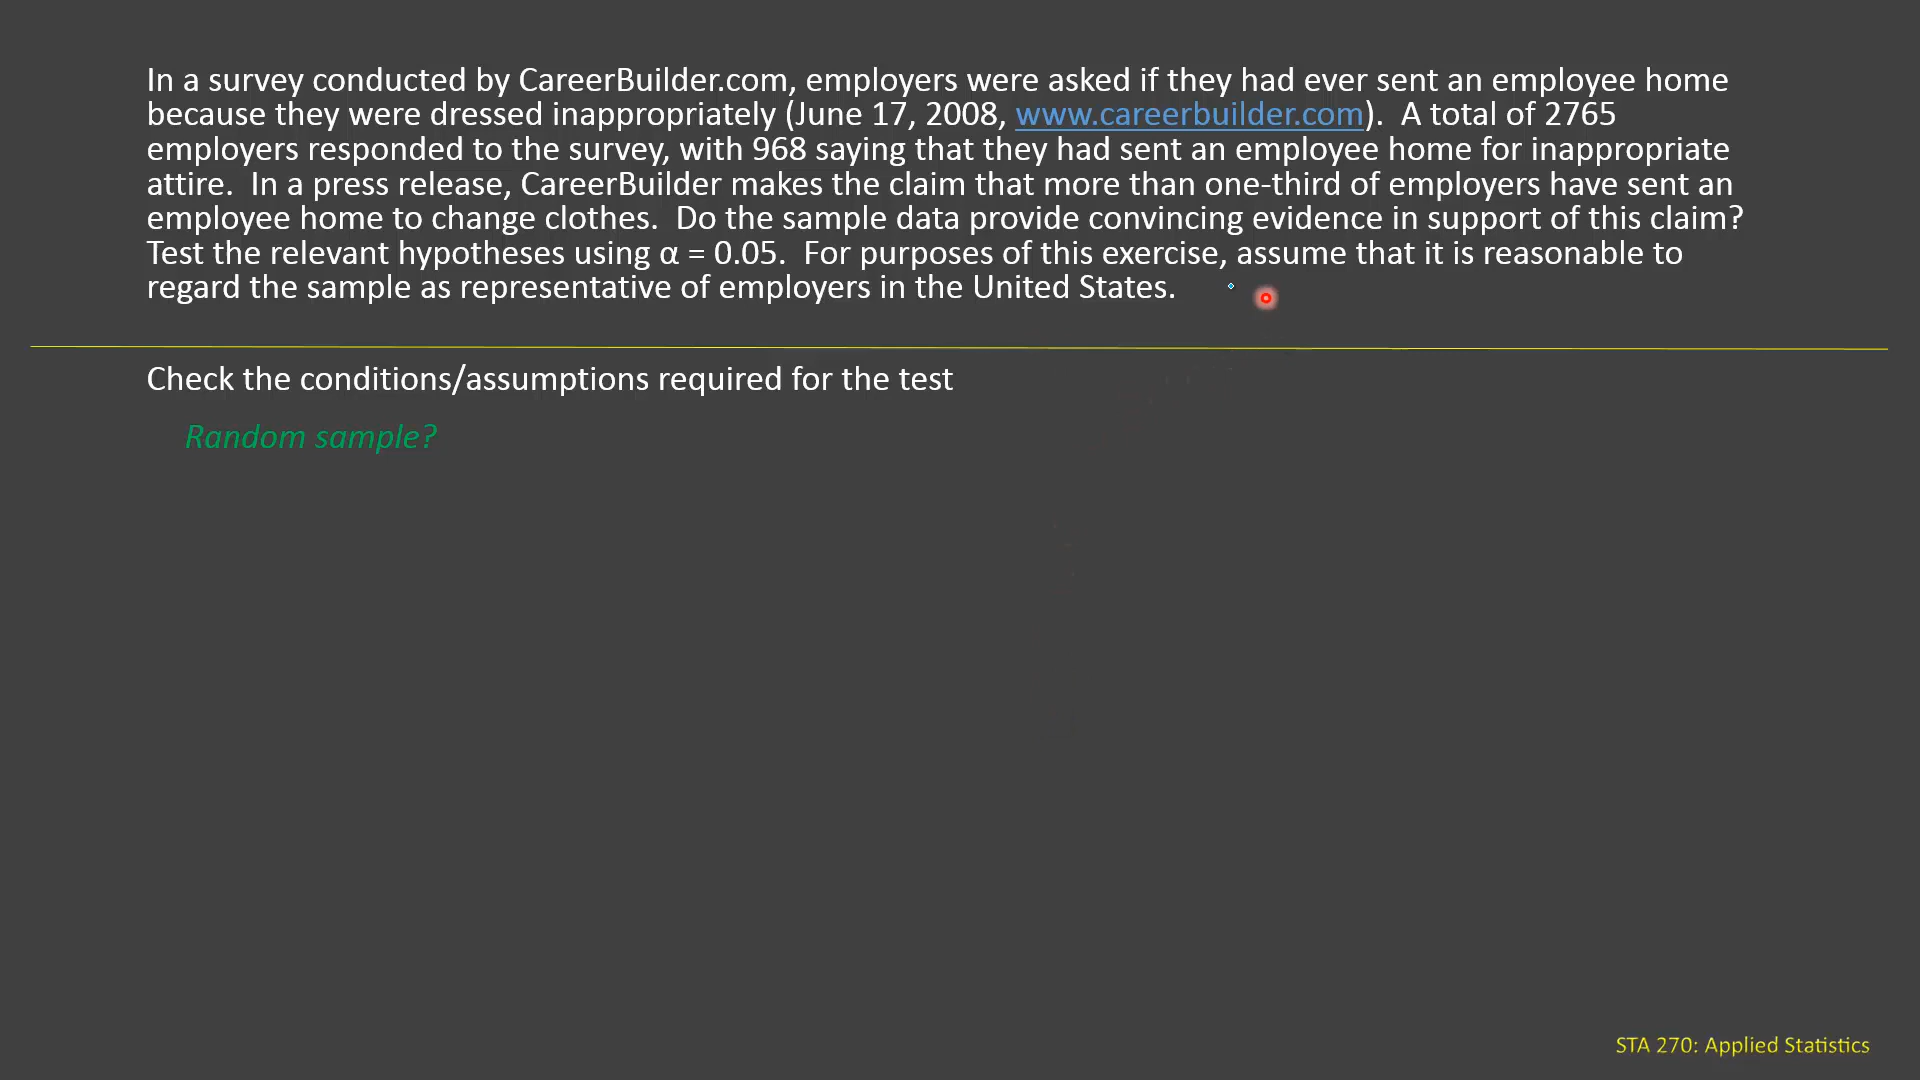 In a survey conducted by CareerBuilder.com, employers were asked if they had ever sent an employee home
because they were dressed inappropriately (June 17, 2008, www.careerbuilder.com).  A total of 2765
employers responded to the survey, with 968 saying that they had sent an employee home for inappropriate
attire.  In a press release, CareerBuilder makes the claim that more than one-third of employers have sent an
employee home to change clothes.  Do the sample data provide convincing evidence in support of this claim?
Test the relevant hypotheses using α = 0.05.  For purposes of this exercise, assume that it is reasonable to
regard the sample as representative of employers in the United States.
Check the conditions/assumptions required for the test
Random sample?
STA 270: Applied Statistics